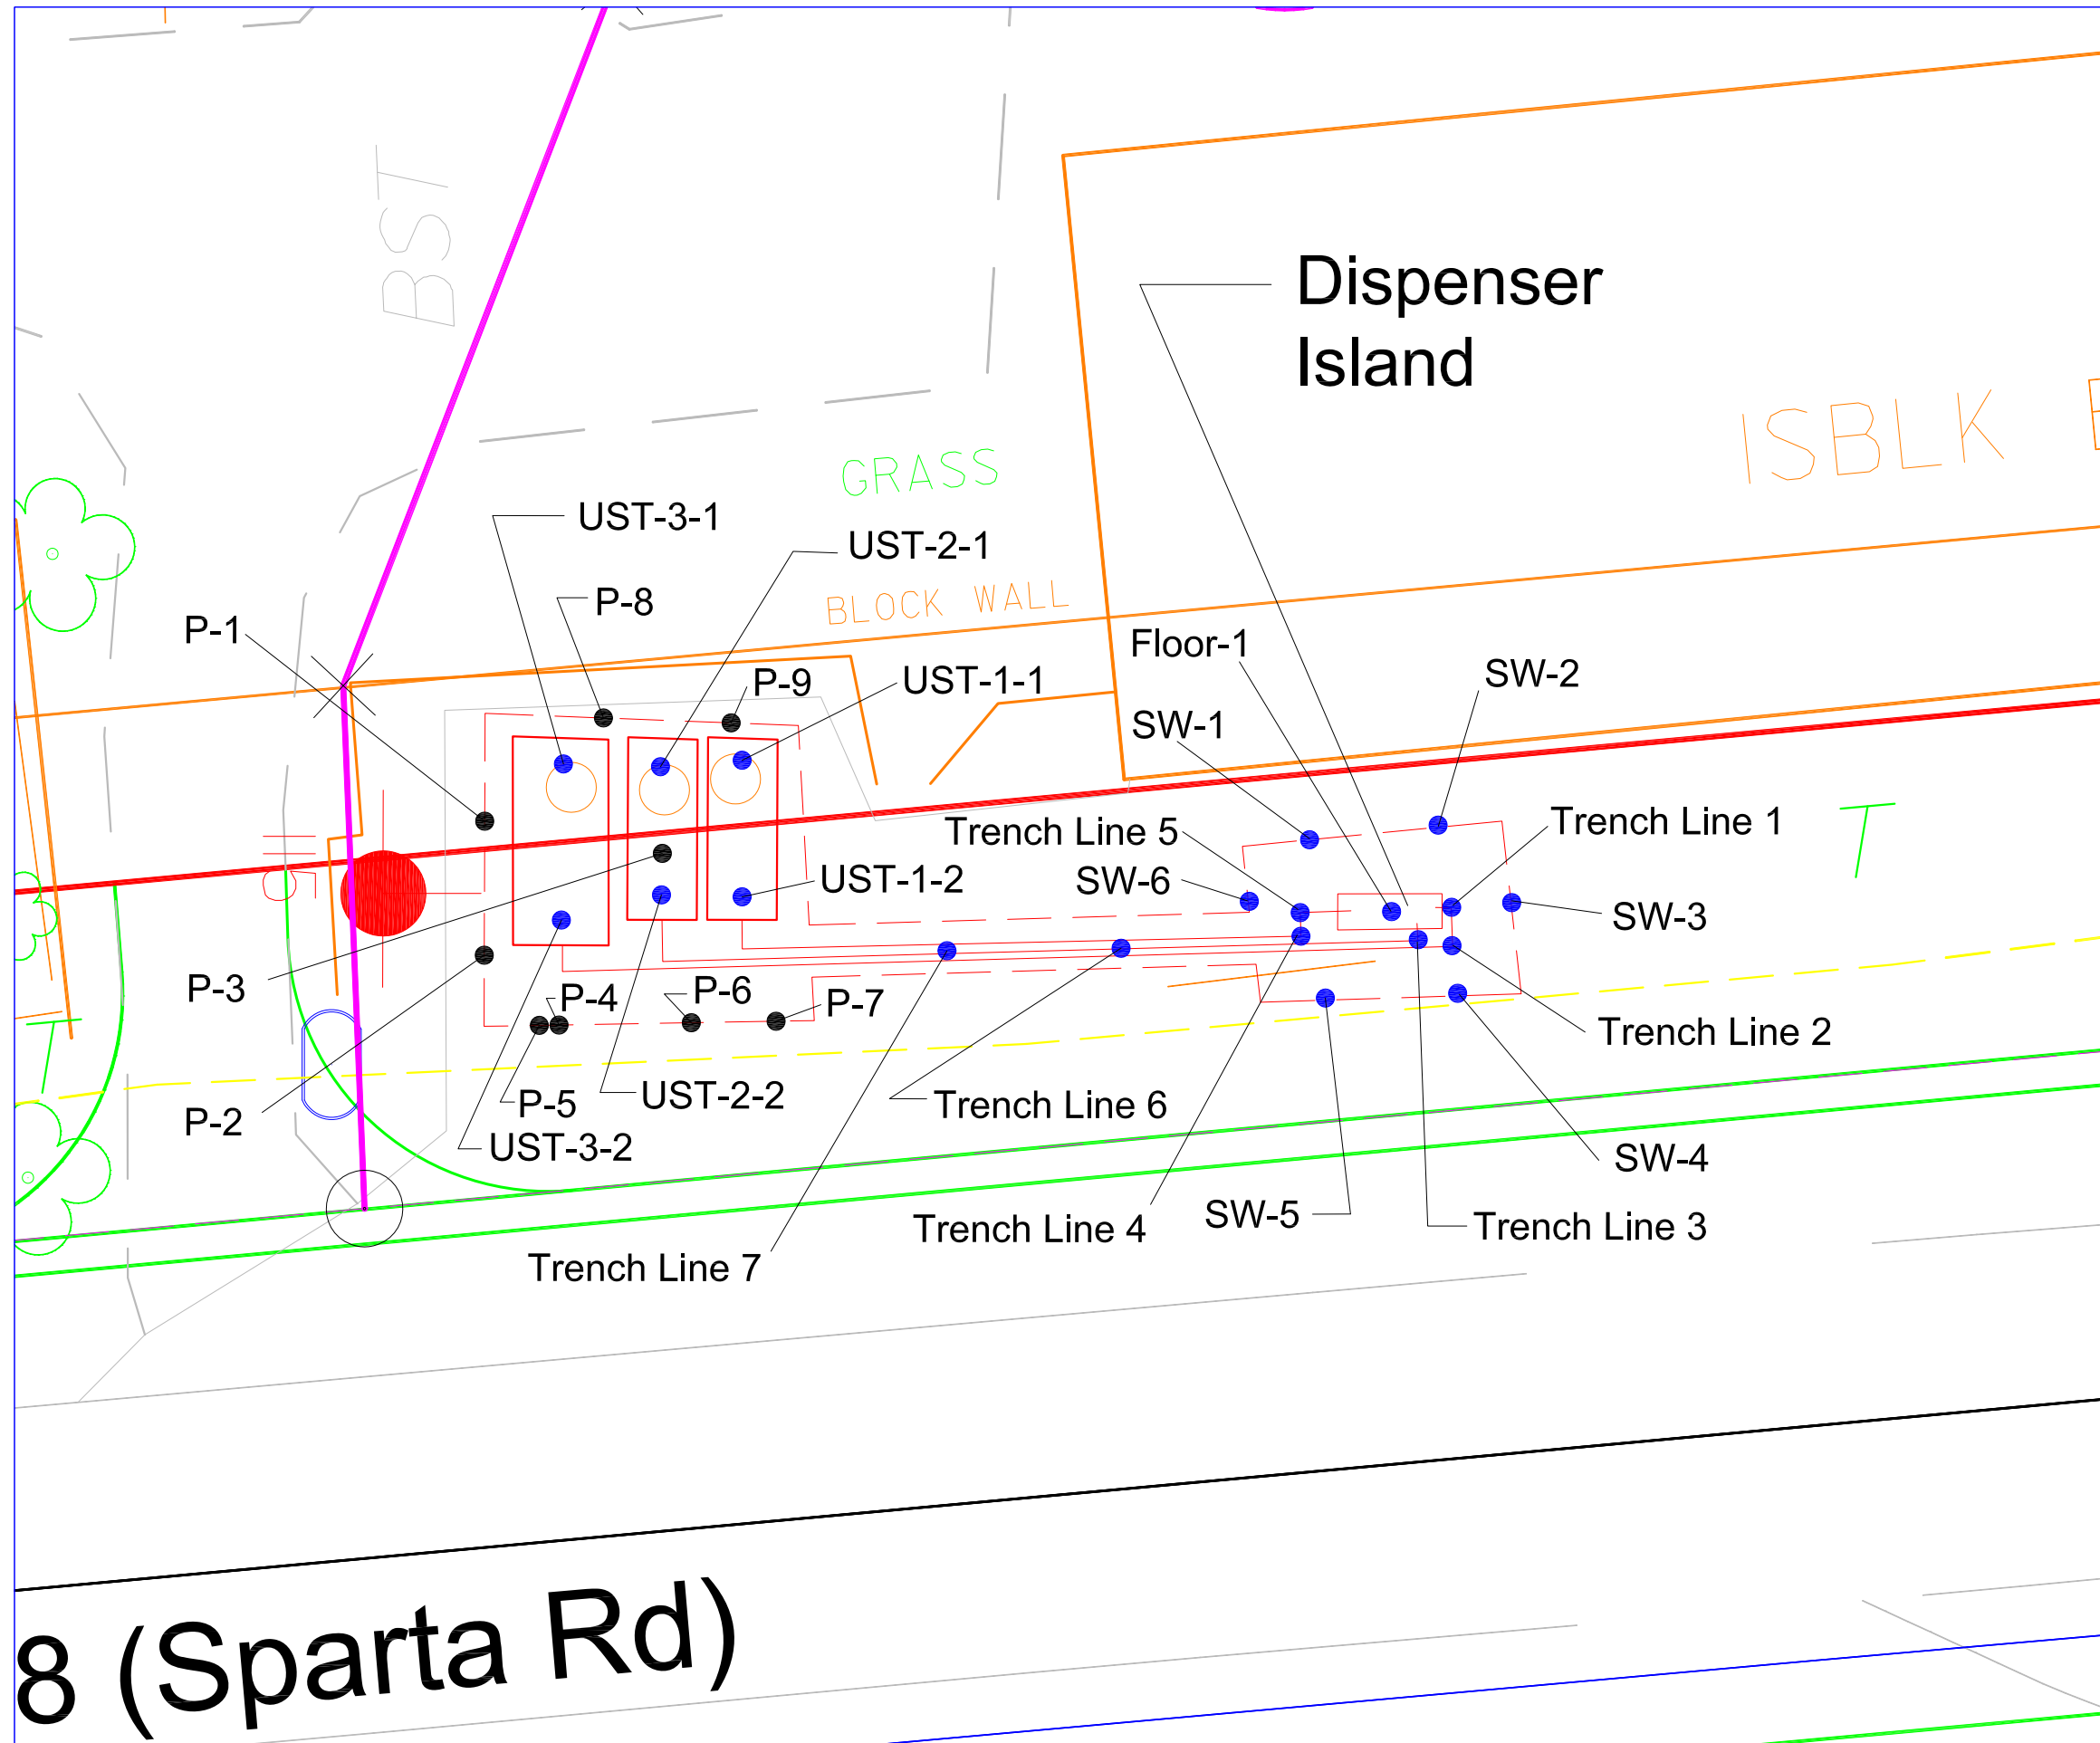 BST
Dispenser
Island
ISBLK
GRASS
UST-3-1
UST-2-1
P-8
BLOCK WALL
P-1
Floor-1
SW-2
P-9
UST-1-1
SW-1
Trench Line 5
Trench Line 1
SW-6
UST-1-2
SW-3
P-3
P-4
P-6
P-7
Trench Line 2
P-2
P-5
UST-2-2
Trench Line 6
UST-3-2
SW-4
SW-5
Trench Line 4
Trench Line 3
Trench Line 7
8 (Sparta Rd)